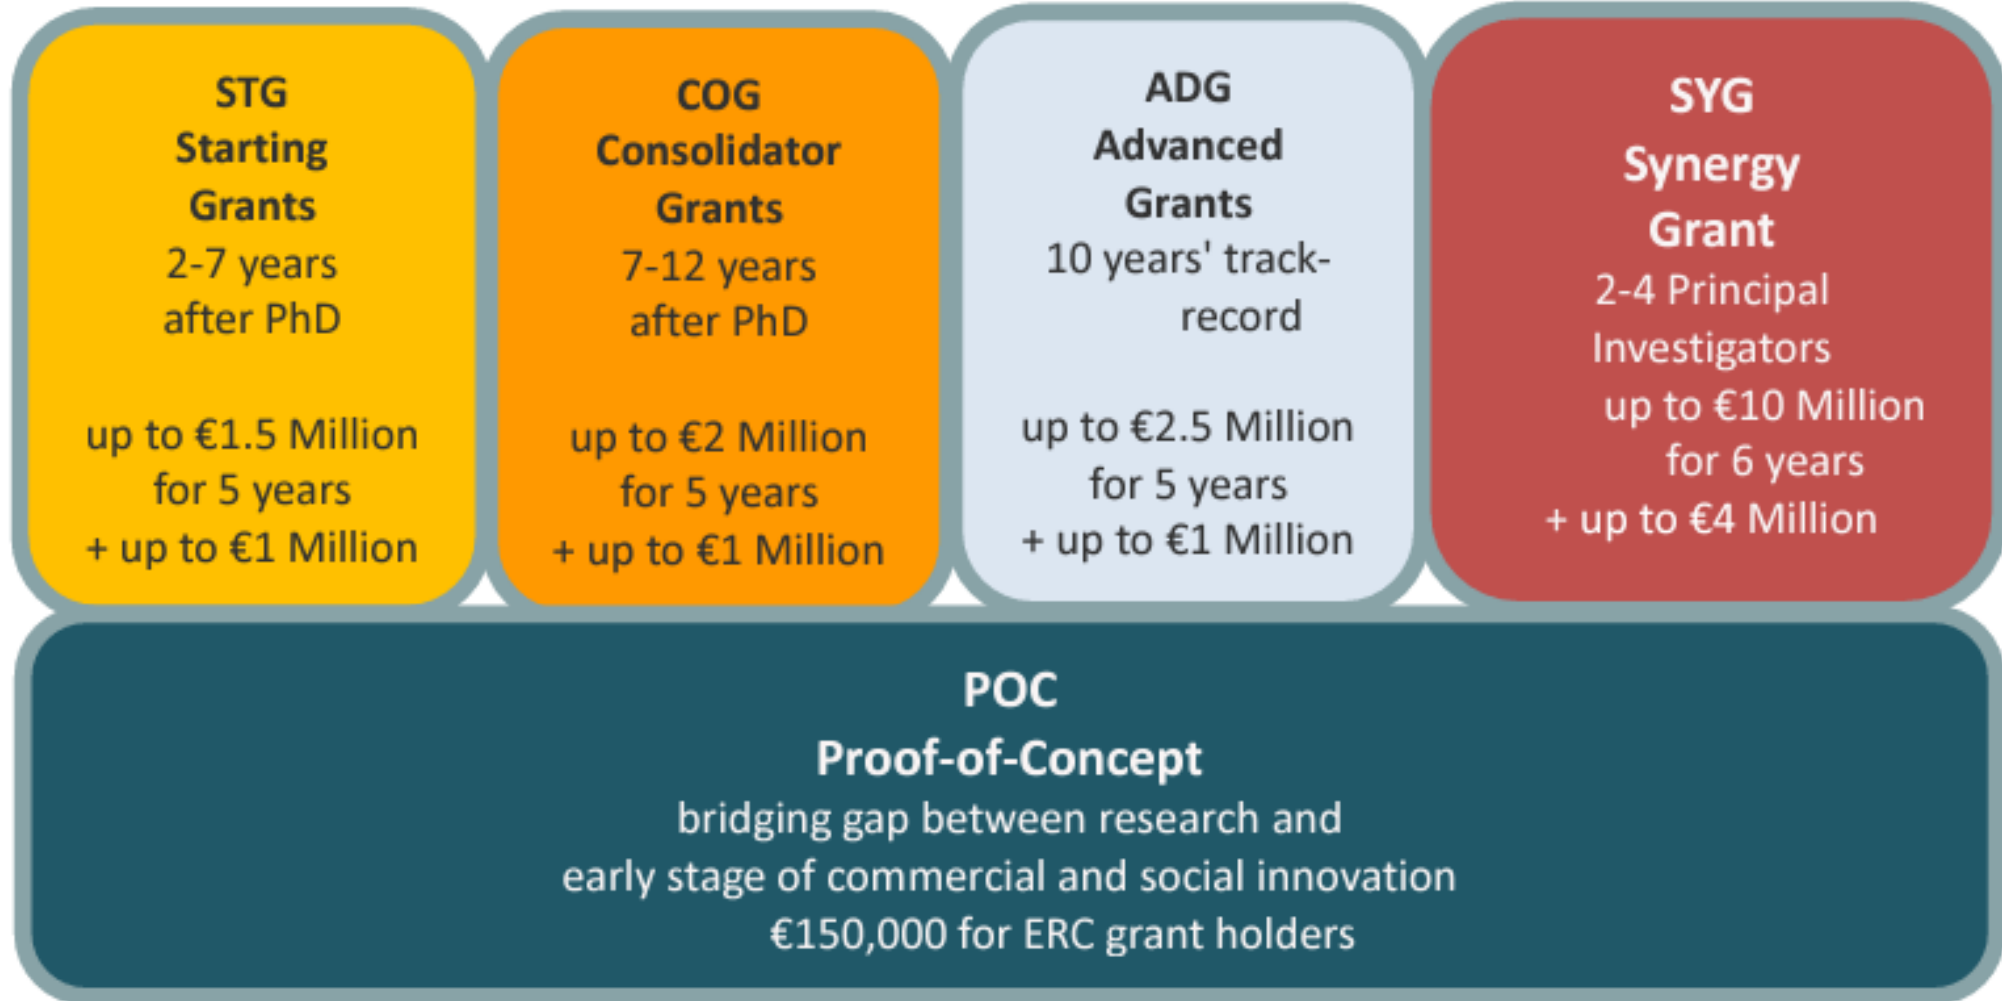 STG
Starting
Grants
2-7 years
after PhD
up to €1.5 Million
for 5 years
+ up to €1 Million
COG
Consolidator
Grants
7-12 years
after PhD
up to €2 Million
for 5 years
+ up to €1 Million
ADG
Advanced
Grants
10 years' track-
record
up to €2.5 Million
for 5 years
+ up to €1 Million
SYG
Synergy
Grant
2-4 Principal
Investigators
up to €10 Million
for 6 years
+ up to €4 Million
POC
Proof-of-Concept
bridging gap between research and
early stage of commercial and social innovation
€150,000 for ERC grant holders